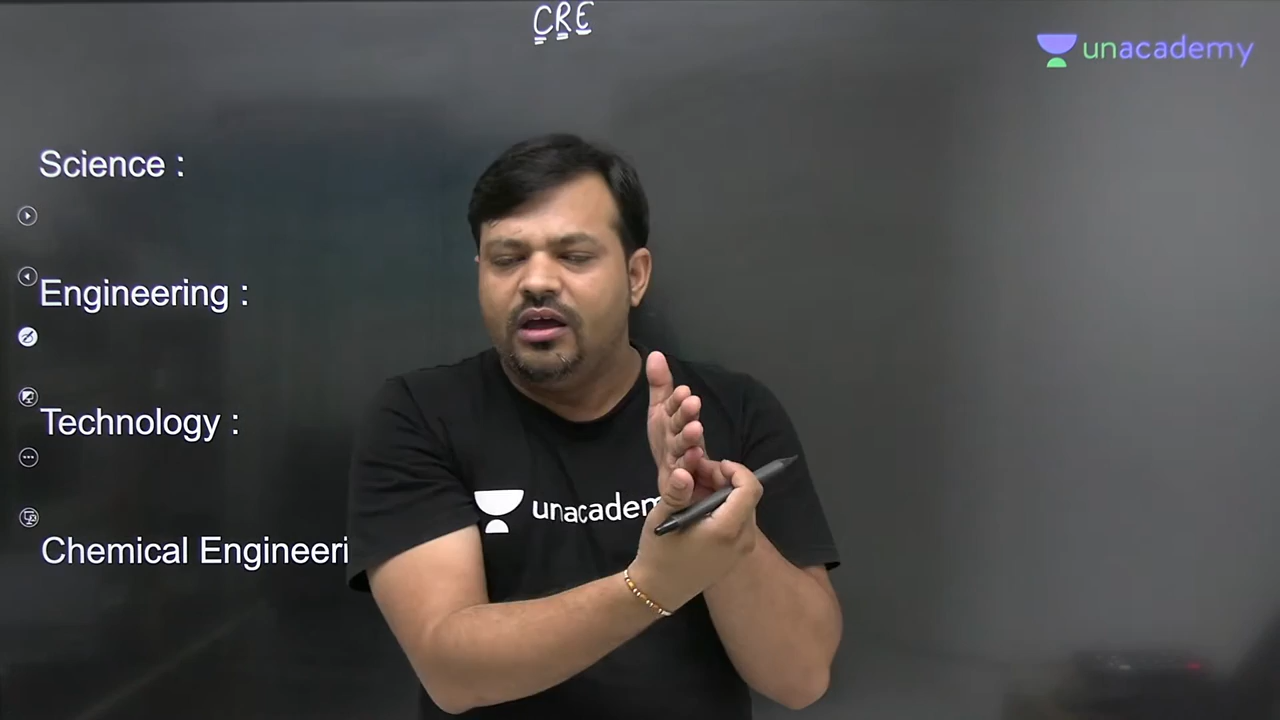 CRE
unacademy
Science :
Engineering :
Technology :
Chemical Engineeri
unacadem